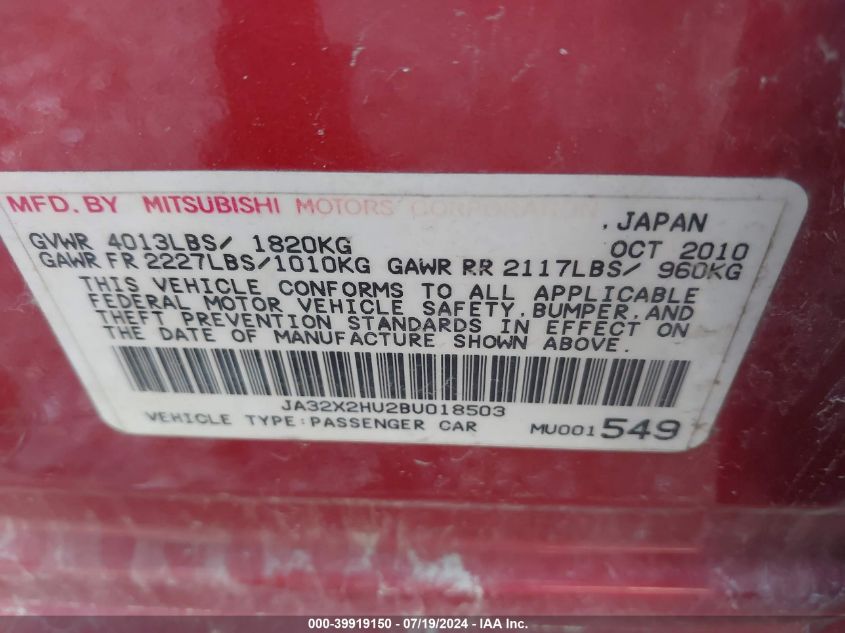 MFD. BY MITSUBISHI MOTORS CORPORATION, JAPAN
GVWR 4013LBS/ 1820KG OCT 2010
GAWR FR 2227LBS/1010KG GAWR RR 2117LBS/ 960KG
THIS VEHICLE CONFORMS TO ALL APPLICABLE
FEDERAL MOTOR VEHICLE SAFETY, BUMPER, AND
THEFT PREVENTION STANDARDS IN EFFECT ON
THE DATE OF MANUFACTURE SHOWN ABOVE.
JA32X2HU2BU018503
VEHICLE TYPE:PASSENGER CAR MU001549
000-39919150 - 07/19/2024 - IAA Inc.